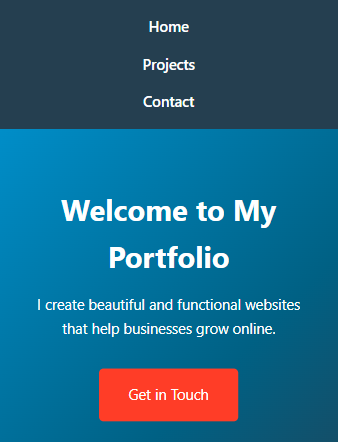 Home
Projects
Contact
Welcome to My
Portfolio
I create beautiful and functional websites
that help businesses grow online.
Get in Touch